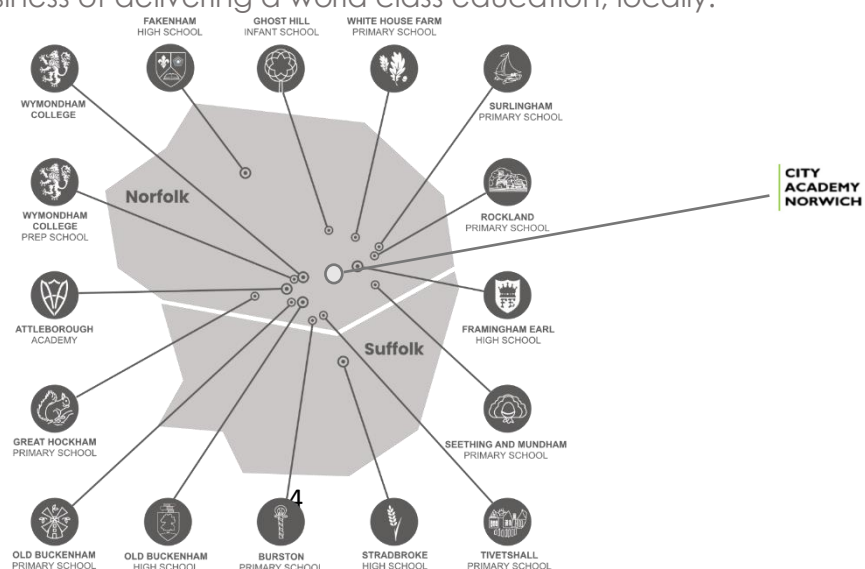 siness of delivering a world class education, locally.
FAKENHAM
HIGH SCHOOL
GHOST HILL
INFANT SCHOOL
WHITE HOUSE FARM
PRIMARY SCHOOL
WYMONDHAM
COLLEGE
SURLINGHAM
PRIMARY SCHOOL
CITY
ACADEMY
NORWICH
Norfolk
WYMONDHAM
COLLEGE
PREP SCHOOL
ROCKLAND
PRIMARY SCHOOL
ATTLEBOROUGH
ACADEMY
FRAMINGHAM EARL
HIGH SCHOOL
Suffolk
GREAT HOCKHAM
PRIMARY SCHOOL
SEETHING AND MUNDHAM
PRIMARY SCHOOL
4
OLD BUCKENHAM
PRIMARY SCHOOL
OLD BUCKENHAM
HIGH SCHOOL
BURSTON
PRIMARY SCHOOL
STRADBROKE
HIGH SCHOOL
TIVETSHALL
PRIMARY SCHOOL